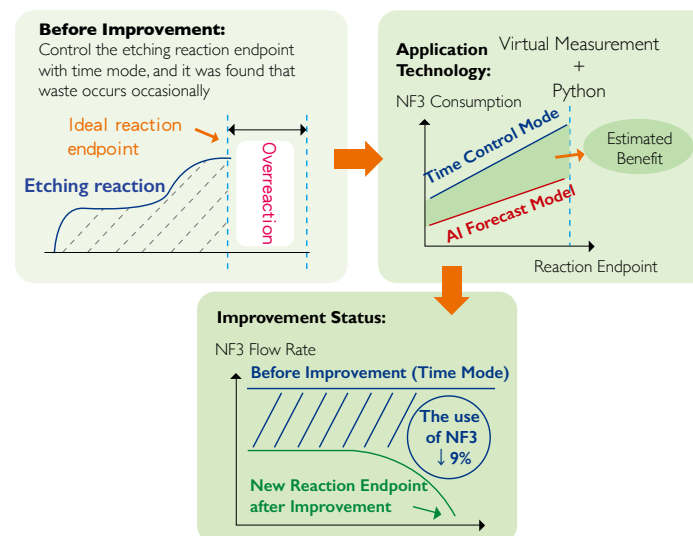 Before Improvement:
Control the etching reaction endpoint
with time mode, and it was found that
waste occurs occasionally
Ideal reaction
endpoint
Etching reaction
Overreaction
Application
Technology:
Virtual Measurement
+
Python
NF3 Consumption
Time Control Mode
AI Forecast Model
Estimated
Benefit
Reaction Endpoint
Improvement Status:
NF3 Flow Rate
Before Improvement (Time Mode)
The use
of NF3
↓ 9%
New Reaction Endpoint
after Improvement